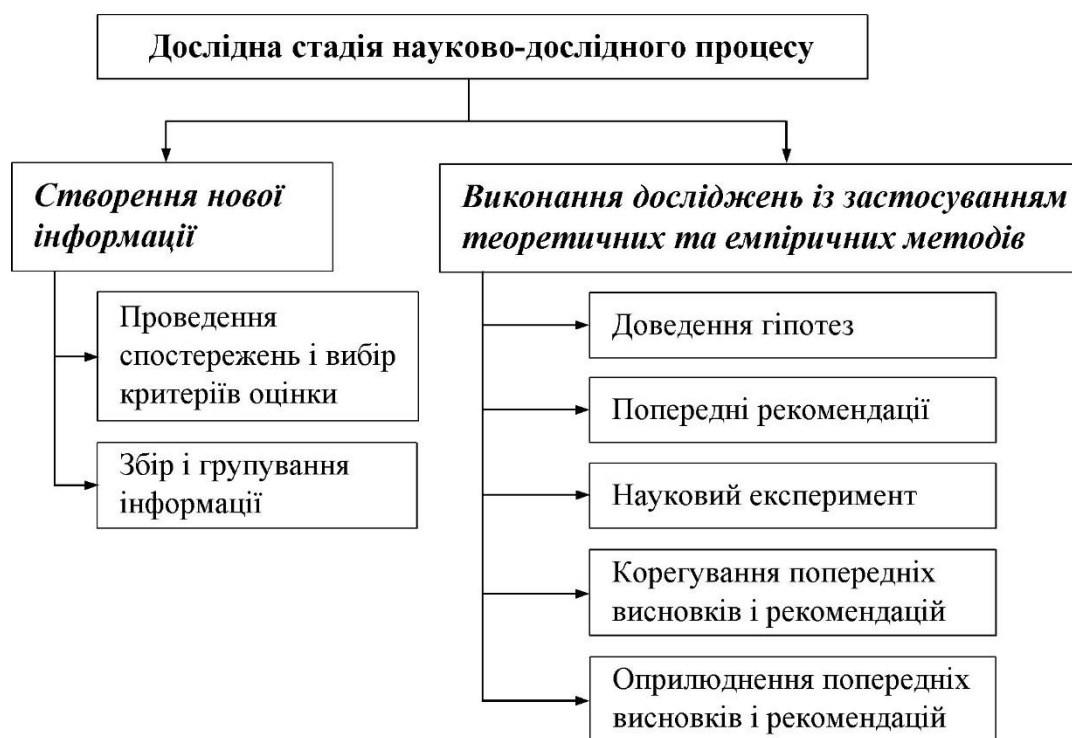 Дослідна стадія науково-дослідного процесу
Створення нової
інформації
Проведення
спостережень і вибір
критеріїв оцінки
Збір і групування
інформації
Виконання досліджень із застосуванням
теоретичних та емпіричних методів
Доведення гіпотез
Попередні рекомендації
Науковий експеримент
Корегування попередніх
висновків і рекомендацій
Оприлюднення попередніх
висновків і рекомендацій